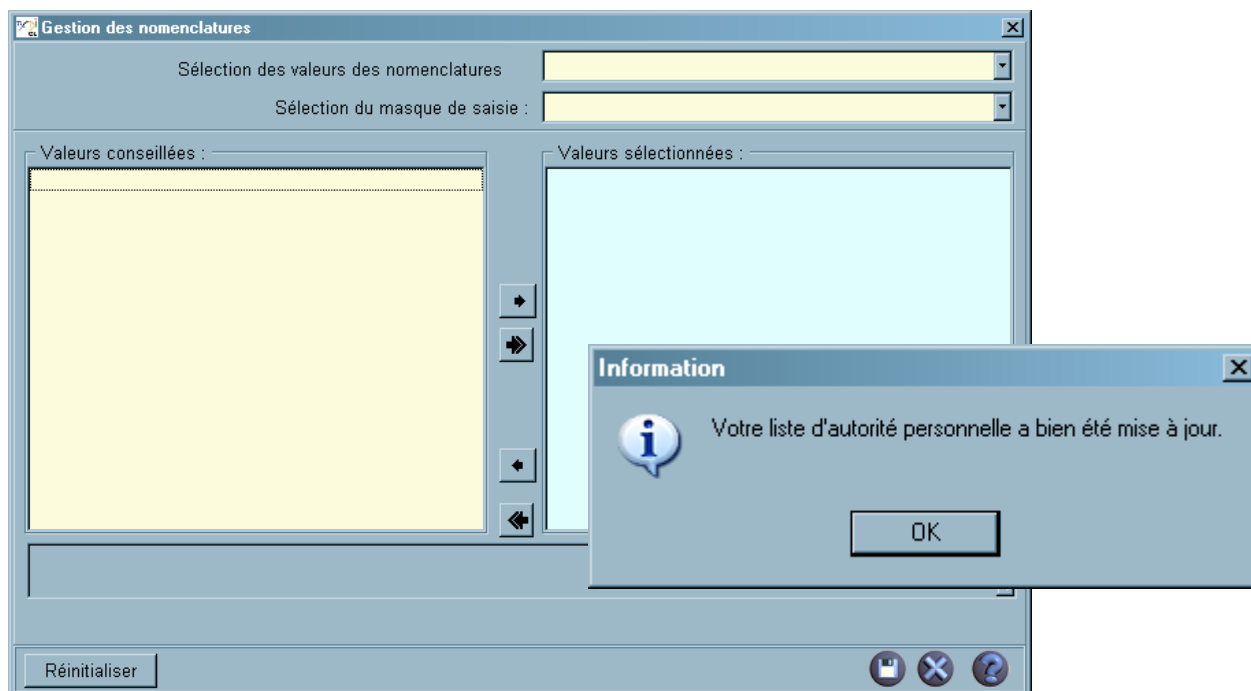 Gestion des nomenclatures
Sélection des valeurs des nomenclatures
Sélection du masque de saisie :
Valeurs conseillées :
Valeurs sélectionnées :
Information
Votre liste d'autorité personnelle a bien été mise à jour.
OK
Réinitialiser